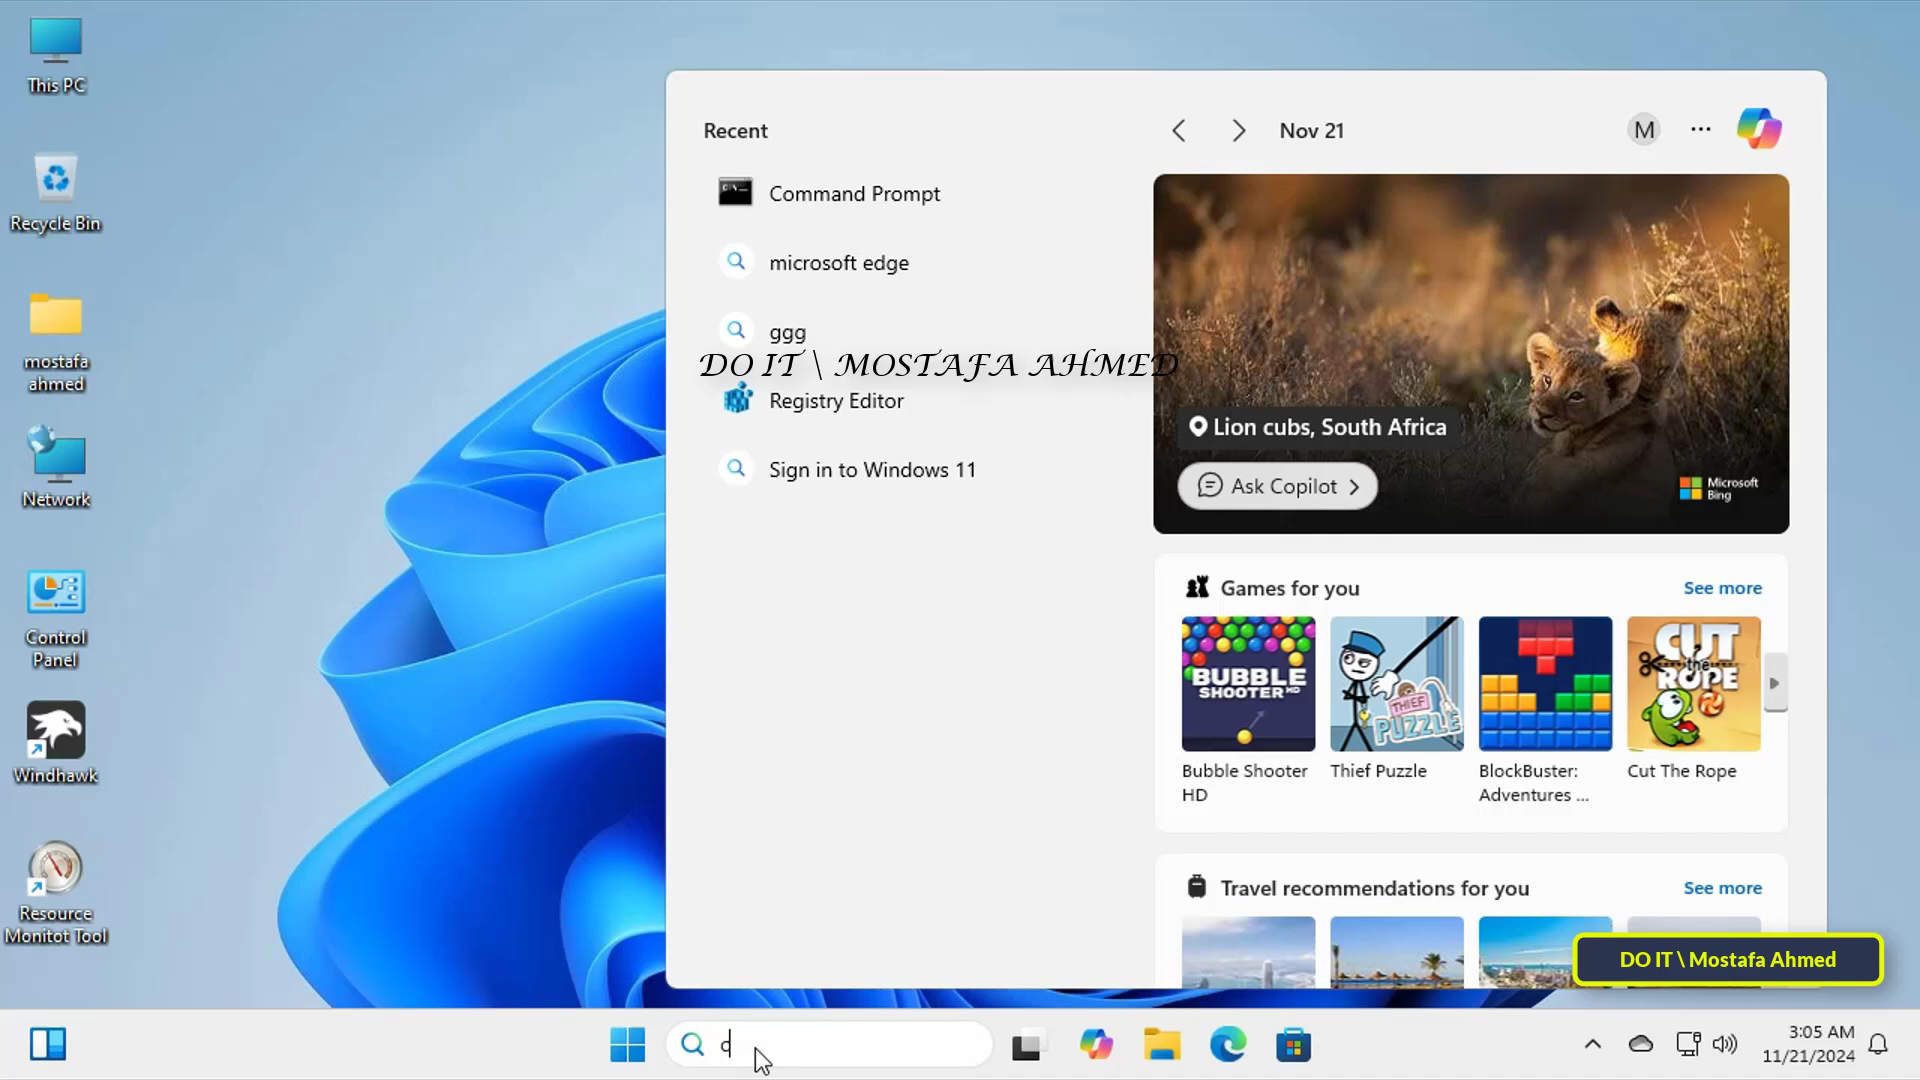 This PC
Recycle Bin
mostafa
ahmed
Network
Control
Panel
Windhawk
Resource
Monitot Tool
Recent
Command Prompt
microsoft edge
ggg
DO IT \ MOSTAFA AHMED
Registry Editor
Sign in to Windows 11
Nov 21
M
Lion cubs, South Africa
Ask Copilot
Microsoft
Bing
Games for you
See more
BUBBLE
SHOOTER HD
THIEF
PUZZLE
CUT
the
ROPE
Bubble Shooter
HD
Thief Puzzle
BlockBuster:
Adventures ...
Cut The Rope
Travel recommendations for you
See more
DO IT \ Mostafa Ahmed
c
3:05 AM
11/21/2024